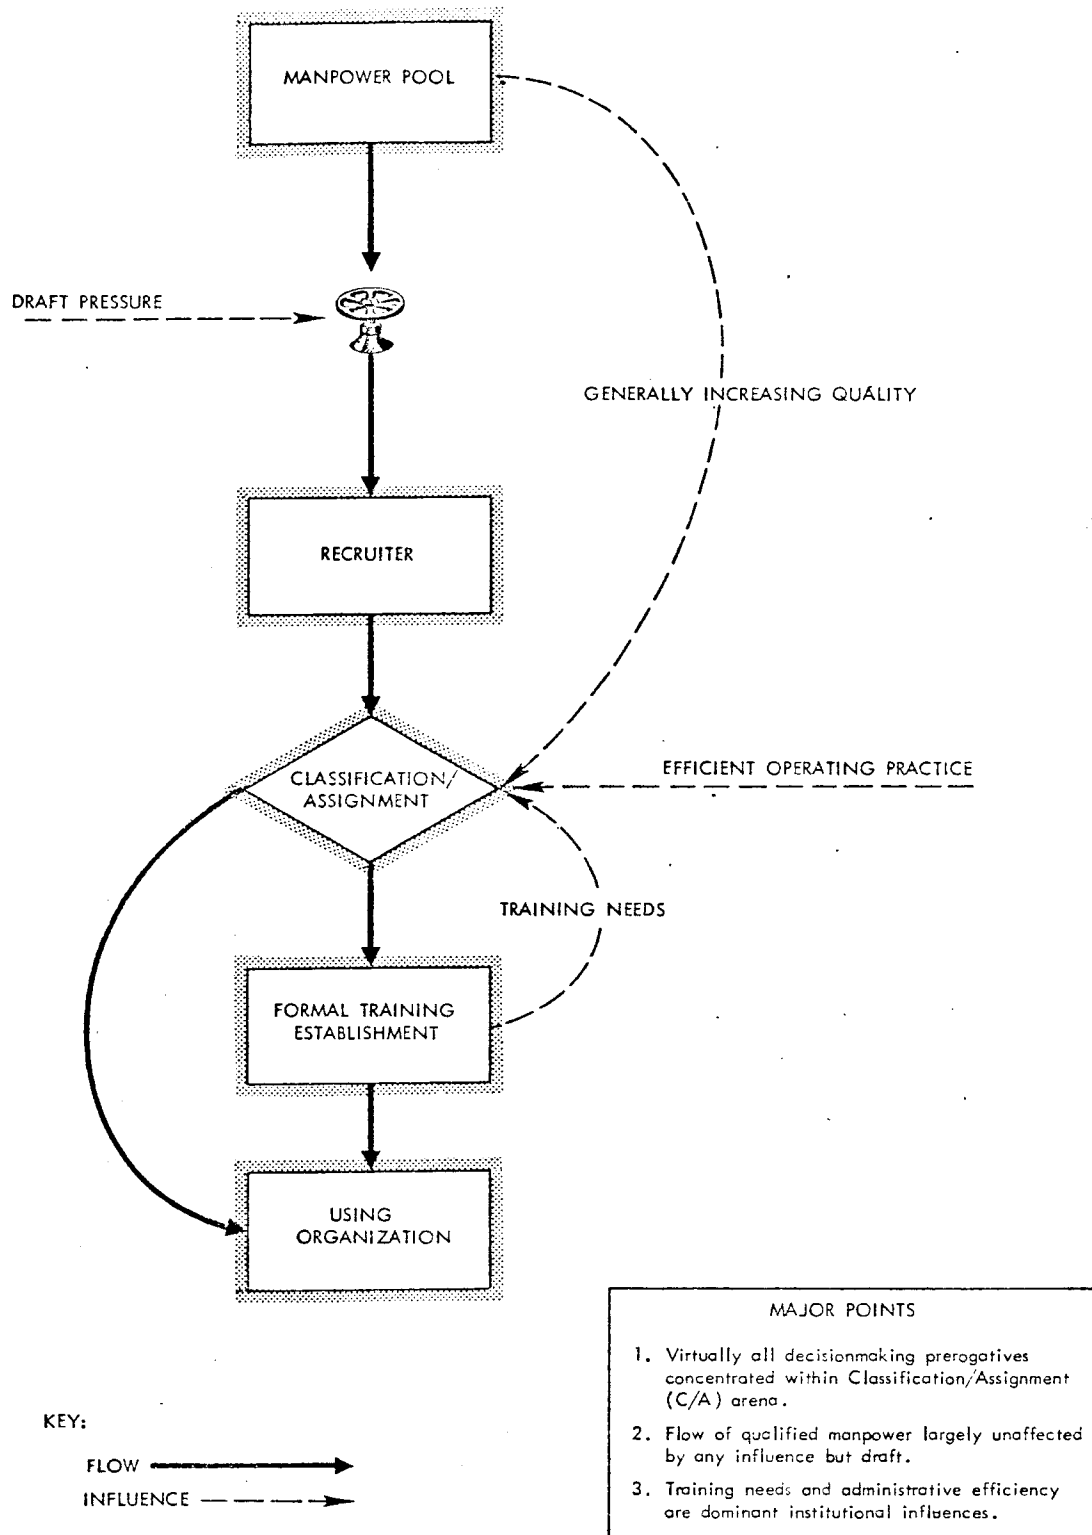 MANPOWER POOL
DRAFT PRESSURE
GENERALLY INCREASING QUALITY
RECRUITER
CLASSIFICATION/
ASSIGNMENT
EFFICIENT OPERATING PRACTICE
TRAINING NEEDS
FORMAL TRAINING
ESTABLISHMENT
USING
ORGANIZATION
MAJOR POINTS
1. Virtually all decisionmaking prerogatives
concentrated within Classification/Assignment
(C/A) arena.
2. Flow of qualified manpower largely unaffected
by any influence but draft.
3. Training needs and administrative efficiency
are dominant institutional influences.
KEY:
FLOW
INFLUENCE